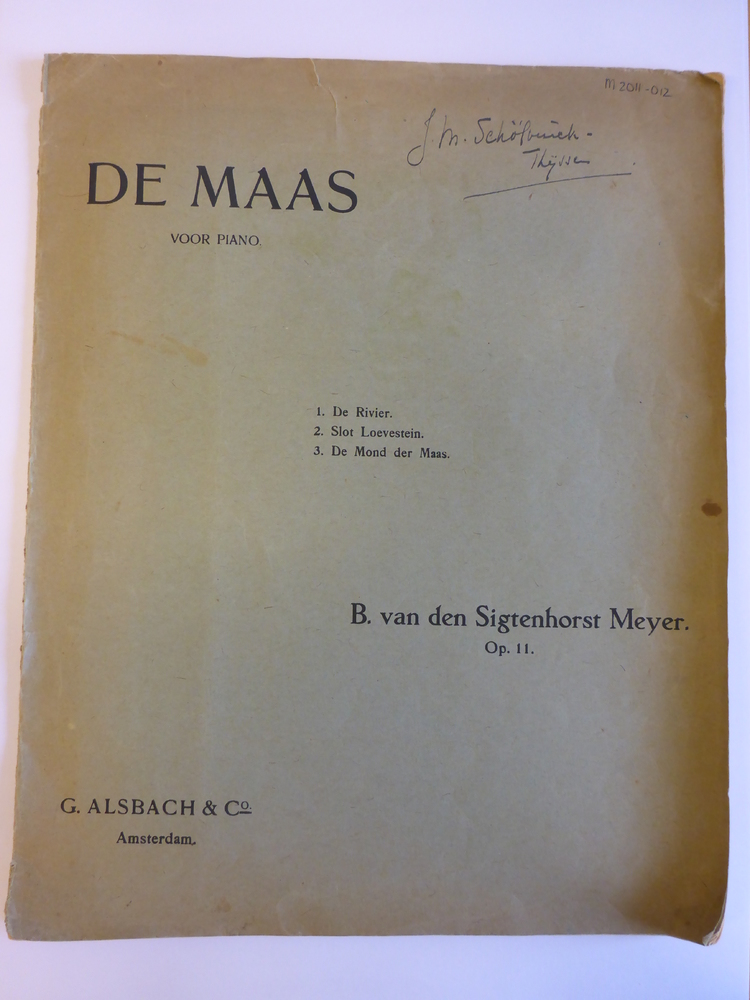 M 2011-012
J. M.
Thijssen
DE MAAS
VOOR PIANO.
1. De Rivier.
2. Slot Loevestein.
3. De Mond der Maas.
B. van den Sigtenhorst Meyer.
Op. 11.
G. ALSBACH & Co.
Amsterdam.